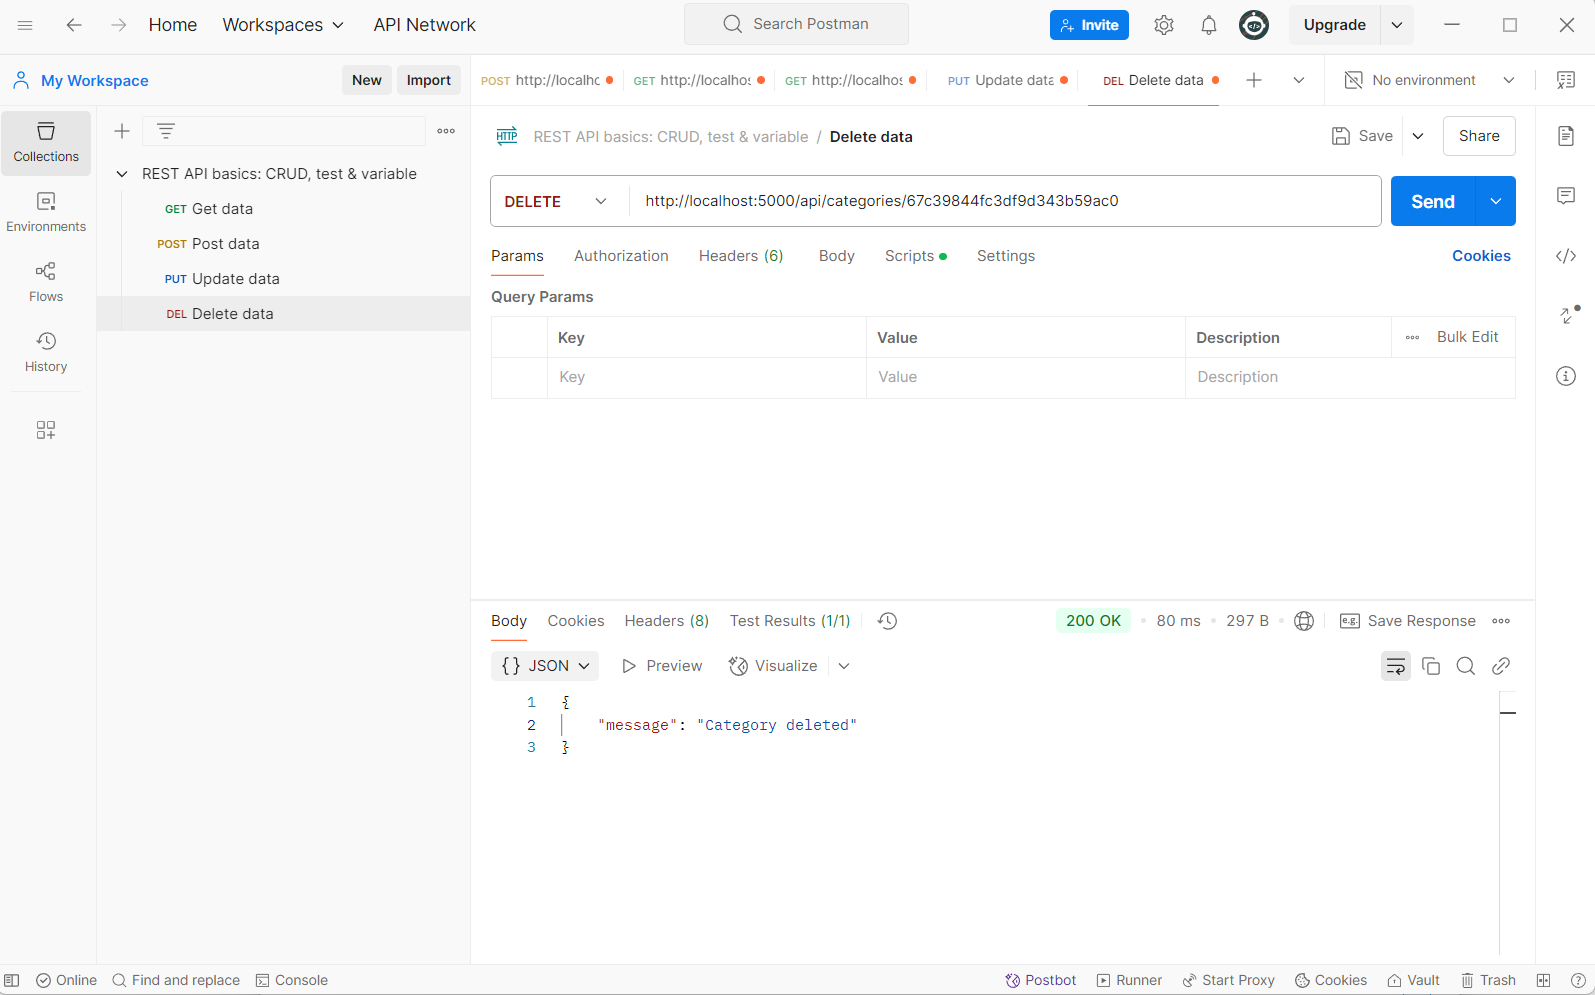 Home Workspaces API Network Search Postman Invite Upgrade
My Workspace New Import POST http://localho GET http://localhos GET http://localhos PUT Update data DEL Delete data No environment
Collections
Environments
Flows
History
REST API basics: CRUD, test & variable
GET Get data
POST Post data
PUT Update data
DEL Delete data
HTTP REST API basics: CRUD, test & variable / Delete data Save Share
DELETE http://localhost:5000/api/categories/67c39844fc3df9d343b59ac0 Send
Params Authorization Headers (6) Body Scripts Settings Cookies
Query Params
Key Value Description Bulk Edit
Key Value Description
Body Cookies Headers (8) Test Results (1/1) 200 OK 80 ms 297 B e.g. Save Response
{} JSON Preview Visualize
1 {
2 "message": "Category deleted"
3 }
Online Find and replace Console Postbot Runner Start Proxy Cookies Vault Trash